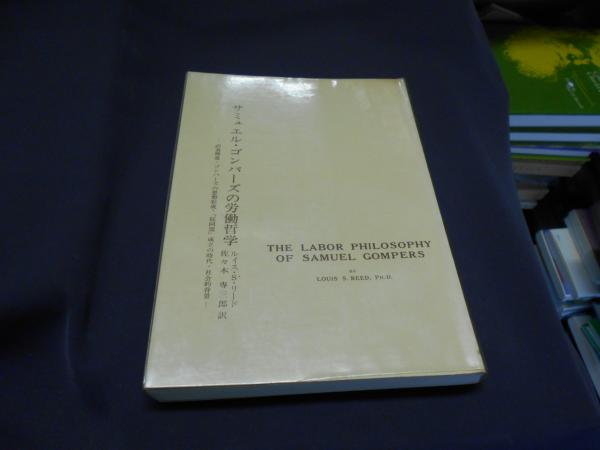 サミュエル・ゴンパーズの労働哲学
ルイス・S・リード
佐々木専三郎訳
THE LABOR PHILOSOPHY
OF SAMUEL GOMPERS
BY
LOUIS S. REED, PH.D.